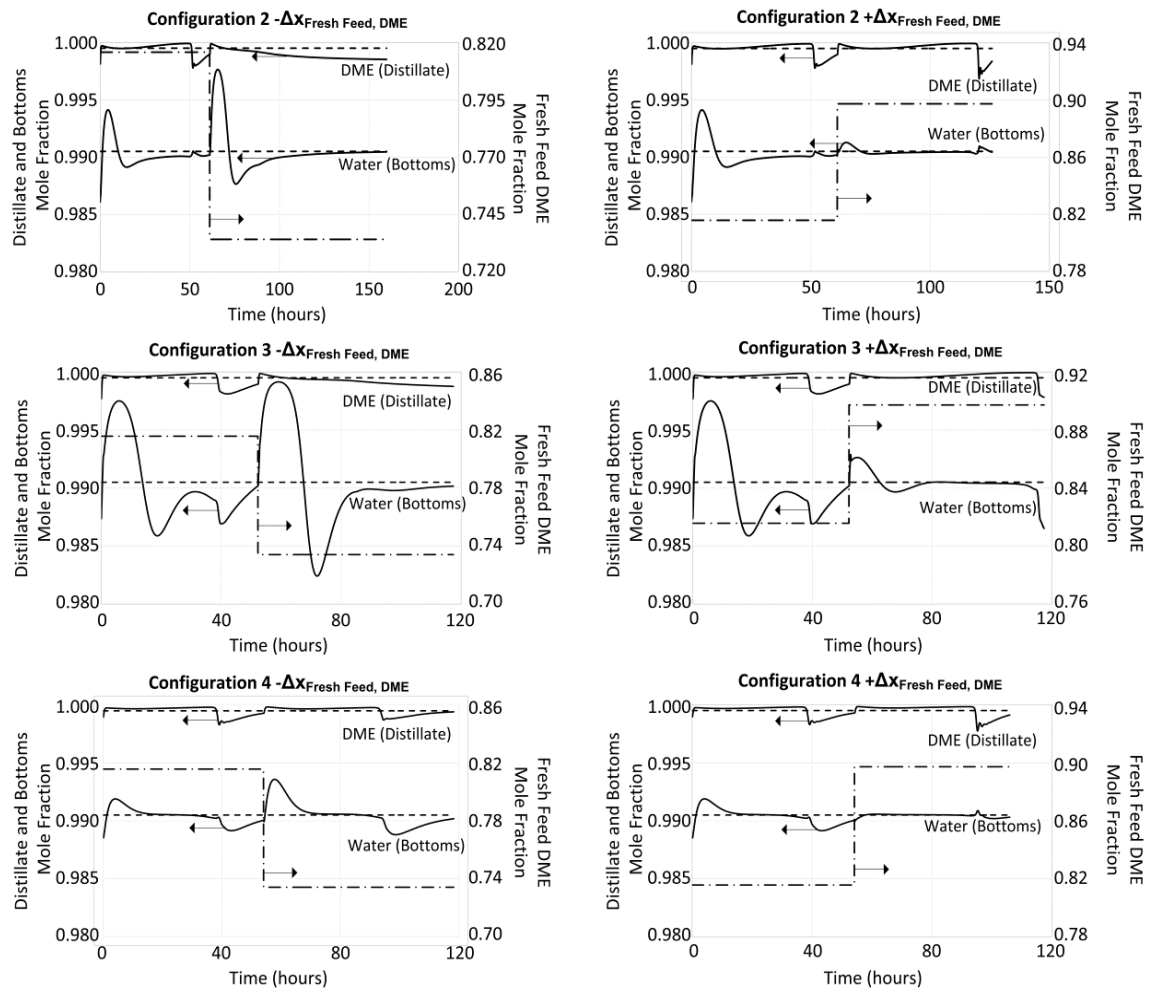 Configuration 2 -Δx Fresh Feed, DME
Distillate and Bottoms
Mole Fraction
1.000
0.995
0.990
0.985
0.980
0.820
0.795
0.770
0.745
0.720
Fresh Feed DME
Mole Fraction
DME (Distillate)
Water (Bottoms)
0
50
100
150
200
Time (hours)
Configuration 2 +Δx Fresh Feed, DME
Distillate and Bottoms
Mole Fraction
1.000
0.995
0.990
0.985
0.980
0.94
0.90
0.86
0.82
0.78
Fresh Feed DME
Mole Fraction
DME (Distillate)
Water (Bottoms)
0
50
100
150
Time (hours)
Configuration 3 -Δx Fresh Feed, DME
Distillate and Bottoms
Mole Fraction
1.000
0.995
0.990
0.985
0.980
0.86
0.82
0.78
0.74
0.70
Fresh Feed DME
Mole Fraction
DME (Distillate)
Water (Bottoms)
0
40
80
120
Time (hours)
Configuration 3 +Δx Fresh Feed, DME
Distillate and Bottoms
Mole Fraction
1.000
0.995
0.990
0.985
0.980
0.92
0.88
0.84
0.80
0.76
Fresh Feed DME
Mole Fraction
DME (Distillate)
Water (Bottoms)
0
40
80
120
Time (hours)
Configuration 4 -Δx Fresh Feed, DME
Distillate and Bottoms
Mole Fraction
1.000
0.995
0.990
0.985
0.980
0.86
0.82
0.78
0.74
0.70
Fresh Feed DME
Mole Fraction
DME (Distillate)
Water (Bottoms)
0
40
80
120
Time (hours)
Configuration 4 +Δx Fresh Feed, DME
Distillate and Bottoms
Mole Fraction
1.000
0.995
0.990
0.985
0.980
0.94
0.90
0.86
0.82
0.78
Fresh Feed DME
Mole Fraction
DME (Distillate)
Water (Bottoms)
0
40
80
120
Time (hours)